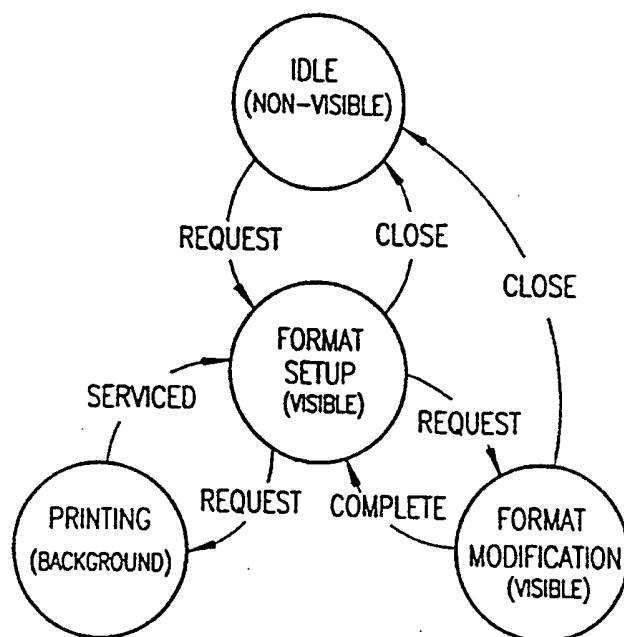 IDLE
(NON-VISIBLE)
REQUEST
CLOSE
CLOSE
FORMAT
SETUP
(VISIBLE)
SERVICED
REQUEST
REQUEST
COMPLETE
PRINTING
(BACKGROUND)
FORMAT
MODIFICATION
(VISIBLE)